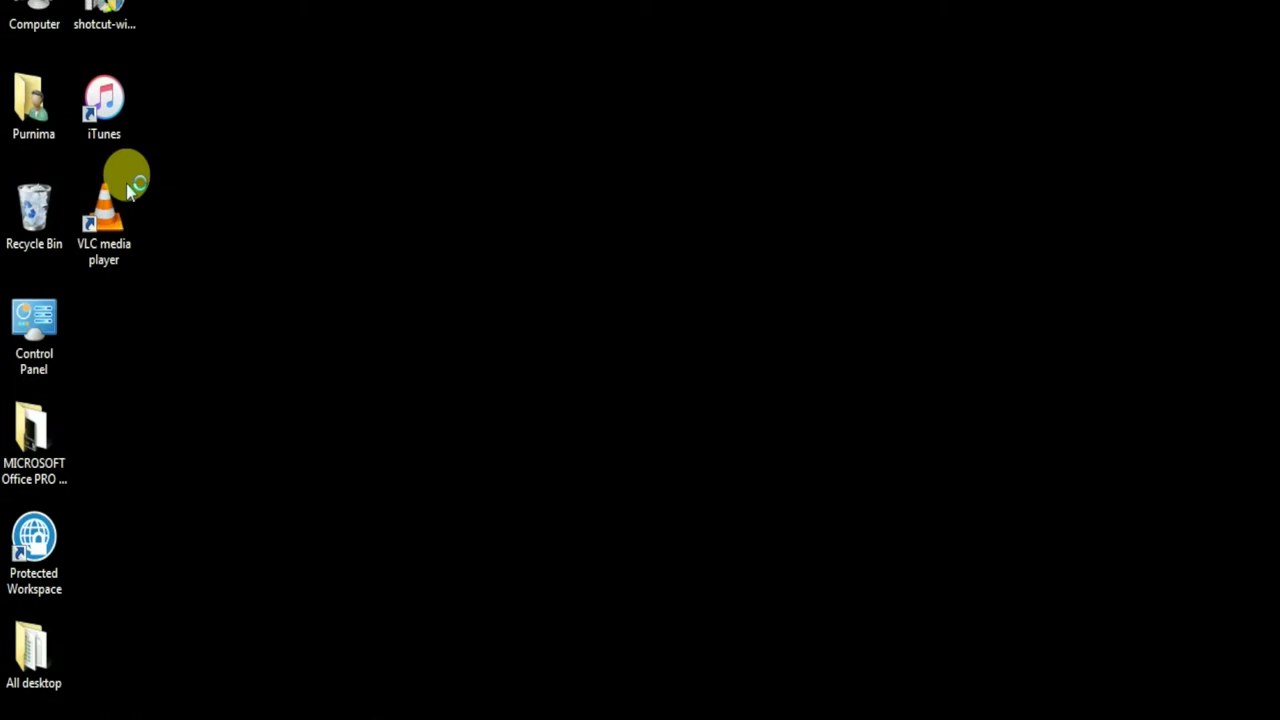 Computer
shotcut-wi...
Purnima
iTunes
Recycle Bin
VLC media
player
Control
Panel
MICROSOFT
Office PRO ...
Protected
Workspace
All desktop